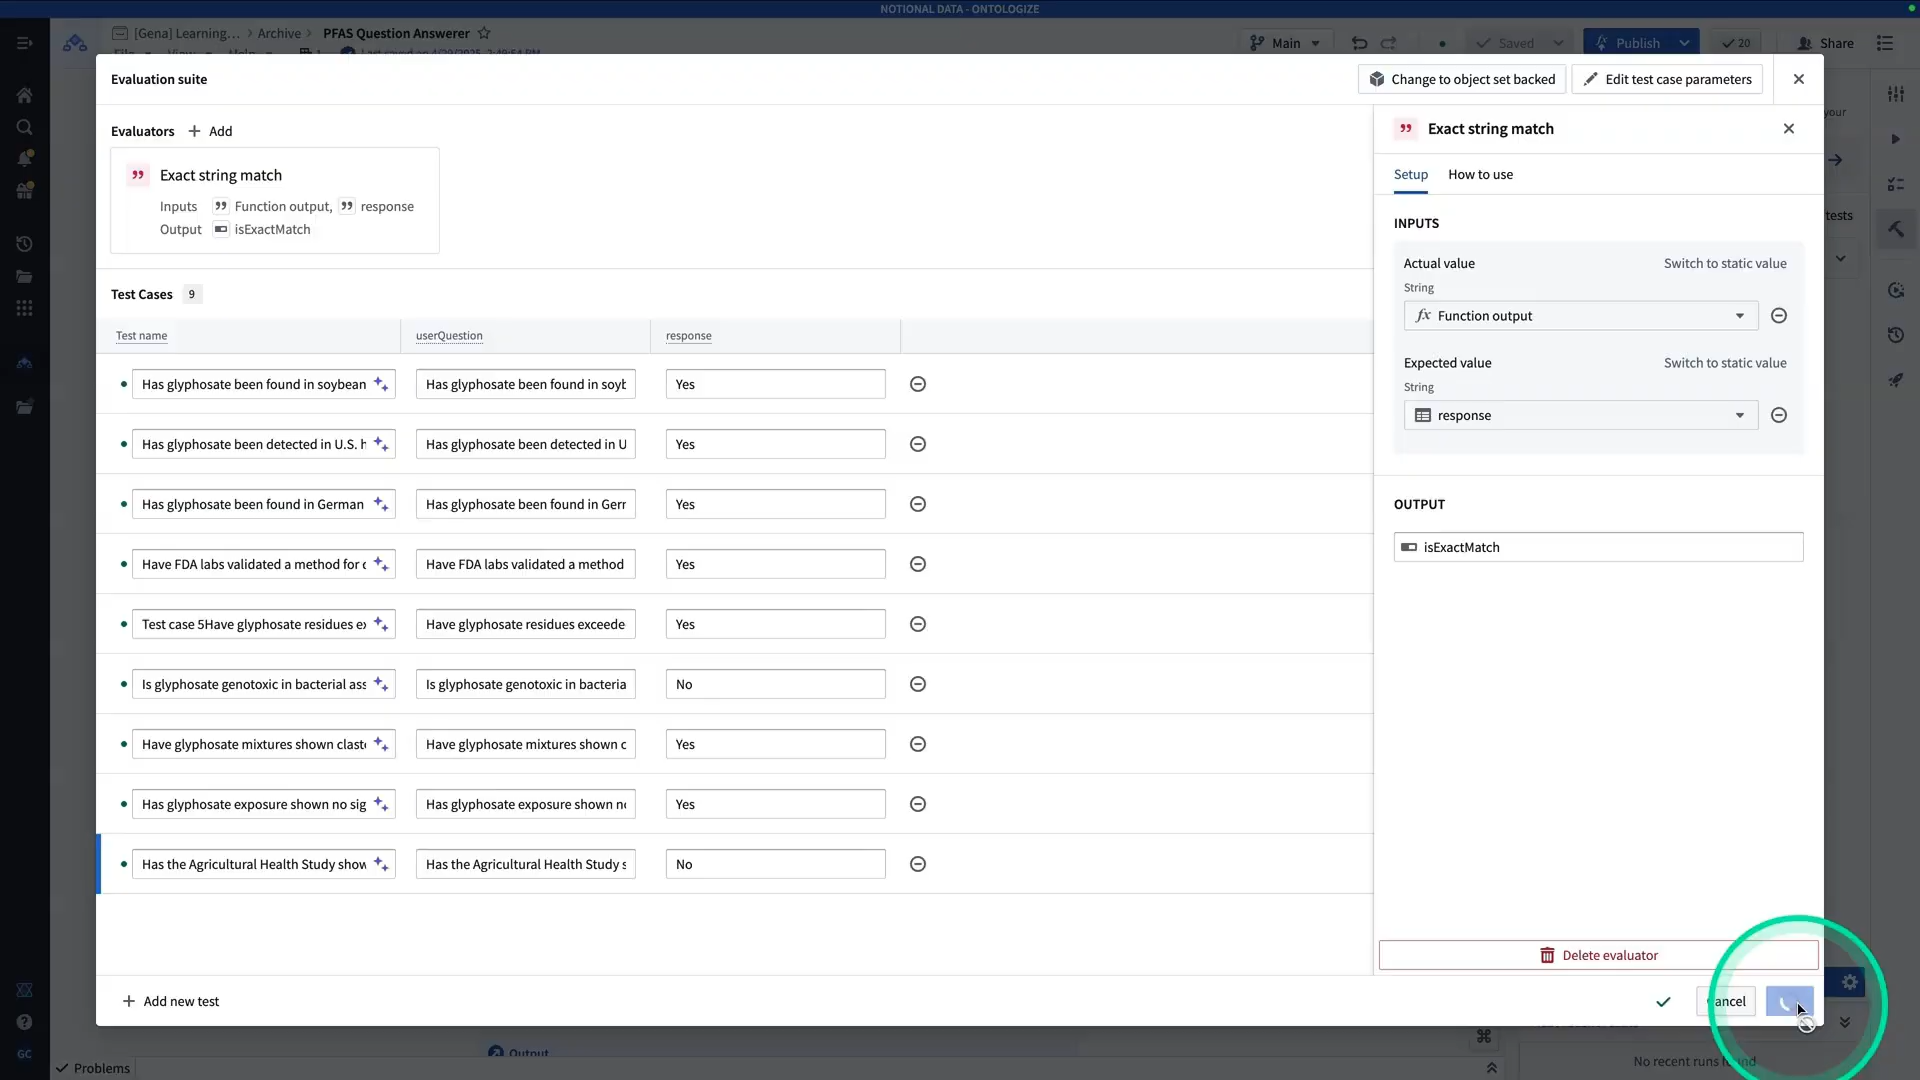 NOTIONAL DATA - ONTOLOGIZE
[Gena] Learning... > Archive > PFAS Question Answerer
File View Help 1 Last saved on 4/29/2025, 2:49:54 PM
Main
Saved
Publish
20
Share
Evaluation suite
Change to object set backed
Edit test case parameters
Evaluators + Add
Exact string match
Inputs Function output, response
Output isExactMatch
Test Cases 9
Test name userQuestion response
Has glyphosate been found in soybean Has glyphosate been found in soyb Yes
Has glyphosate been detected in U.S. h Has glyphosate been detected in U Yes
Has glyphosate been found in German Has glyphosate been found in Gerr Yes
Have FDA labs validated a method for c Have FDA labs validated a method Yes
Test case 5Have glyphosate residues ex Have glyphosate residues exceede Yes
Is glyphosate genotoxic in bacterial ass Is glyphosate genotoxic in bacteria No
Have glyphosate mixtures shown clasto Have glyphosate mixtures shown c Yes
Has glyphosate exposure shown no sig Has glyphosate exposure shown no Yes
Has the Agricultural Health Study show Has the Agricultural Health Study s No
+ Add new test
Exact string match
Setup How to use
INPUTS
Actual value Switch to static value
String
fx Function output
Expected value Switch to static value
String
response
OUTPUT
isExactMatch
Delete evaluator
Cancel
your
tests
Output
No recent runs found
GC
Problems